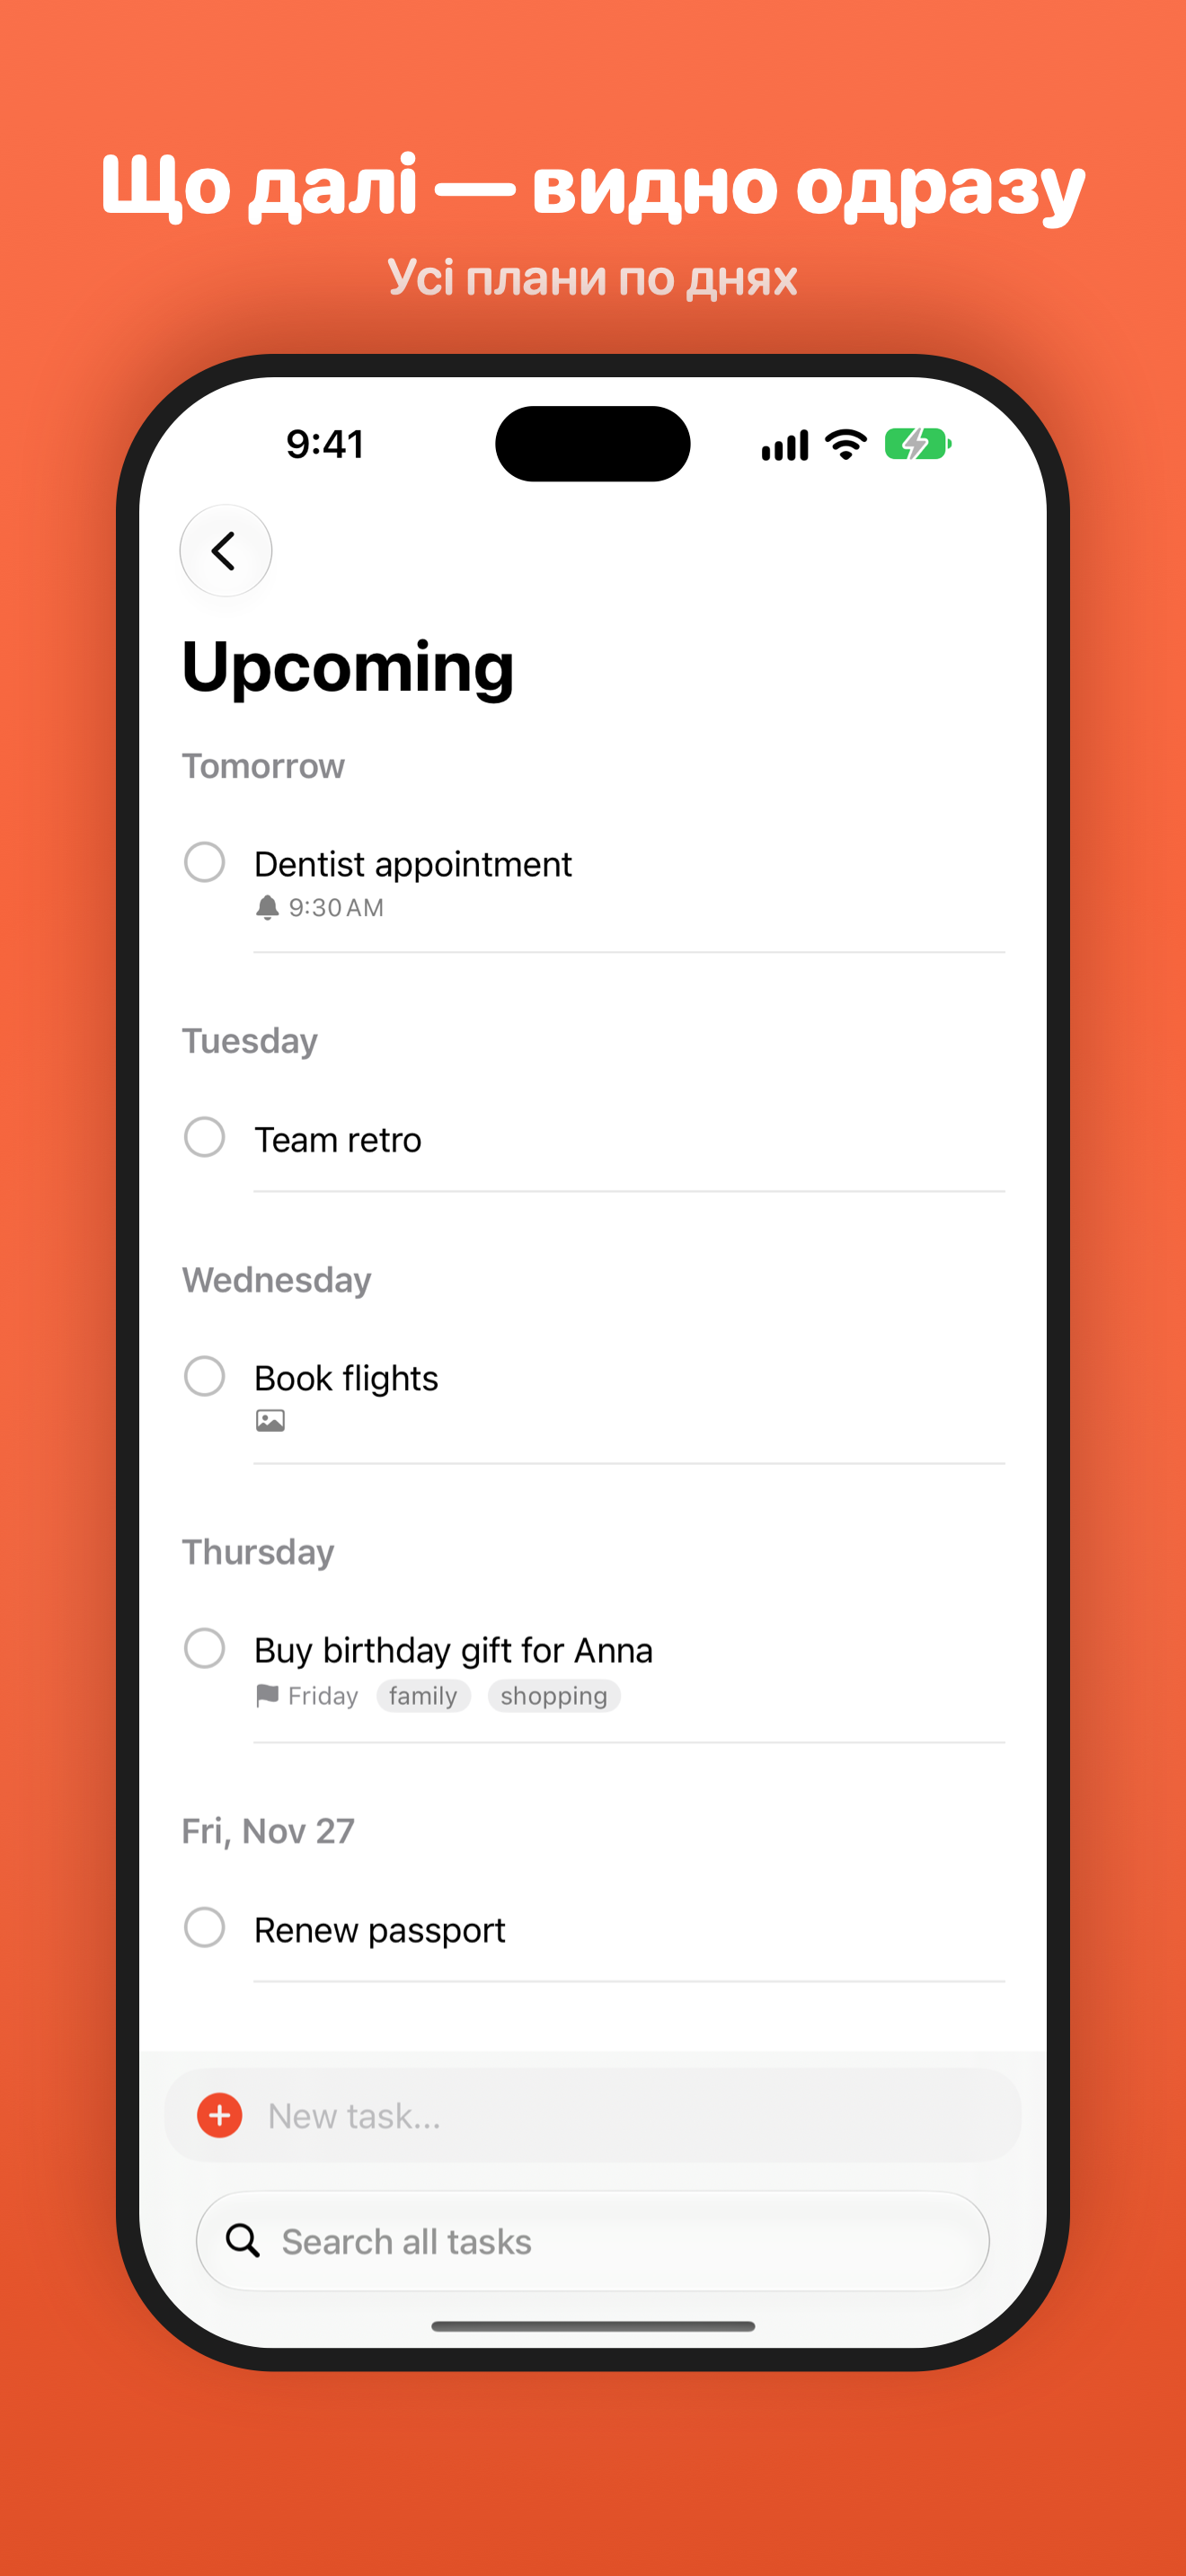 Що далі — видно одразу
Усі плани по днях
9:41
Upcoming
Tomorrow
Dentist appointment
9:30 AM
Tuesday
Team retro
Wednesday
Book flights
Thursday
Buy birthday gift for Anna
Friday family shopping
Fri, Nov 27
Renew passport
New task...
Search all tasks